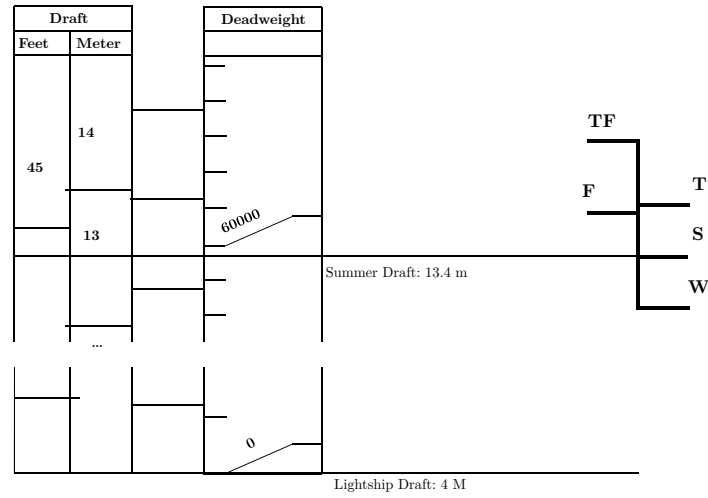 Draft
Deadweight
Feet Meter
TF
14
45
T
F
60000
13
S
Summer Draft: 13.4 m
W
...
0
Lightship Draft: 4 M